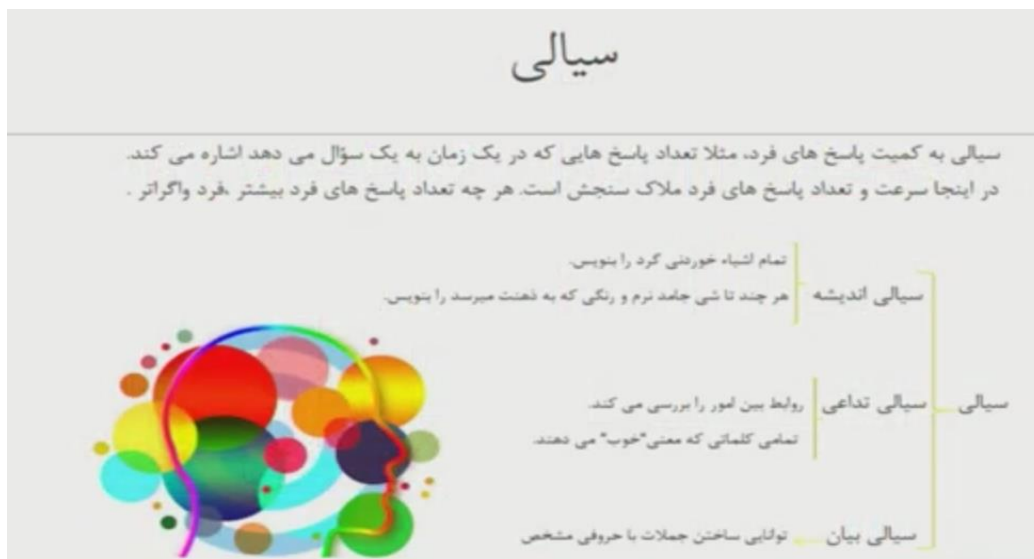 سیالی
سیالی به کمیت پاسخ های فرد، مثلا تعداد پاسخ هایی که در یک زمان به یک سؤال می دهد اشاره می کند.
در اینجا سرعت و تعداد پاسخ های فرد ملاک سنجش است. هر چه تعداد پاسخ های فرد بیشتر ،فرد واگراتر .
سیالی
سیالی اندیشه
تمام اشیاء خوردنی گرد را بنویس.
هر چند تا شی جامد نرم و رنگی که به ذهنت میرسد را بنویس.
سیالی تداعی
روابط بین امور را بررسی می کند.
تمامی کلماتی که معنی"خوب" می دهند.
سیالی بیان
توانایی ساختن جملات با حروفی مشخص